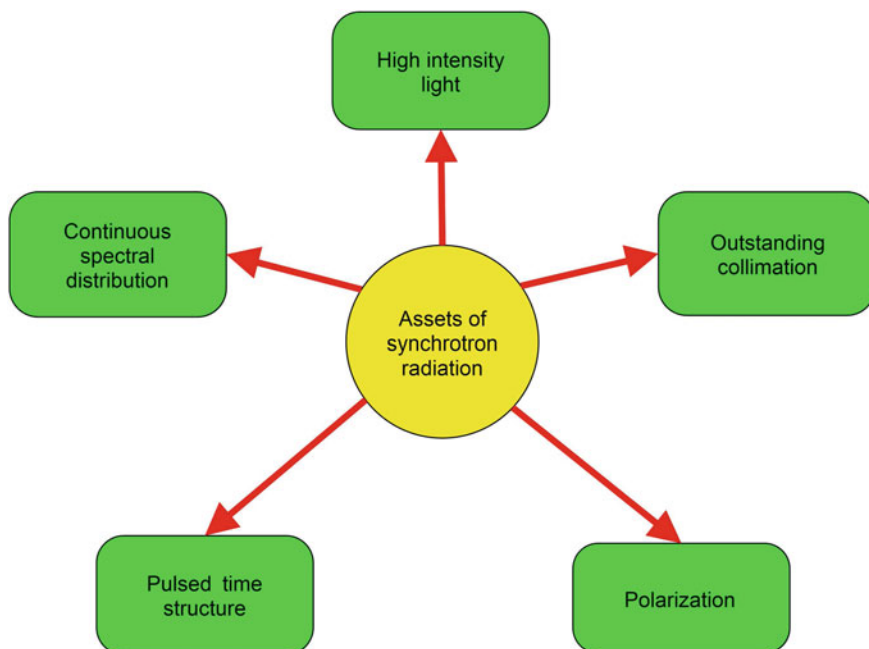 High intensity
light
Continuous
spectral
distribution
Outstanding
collimation
Assets of
synchrotron
radiation
Pulsed time
structure
Polarization